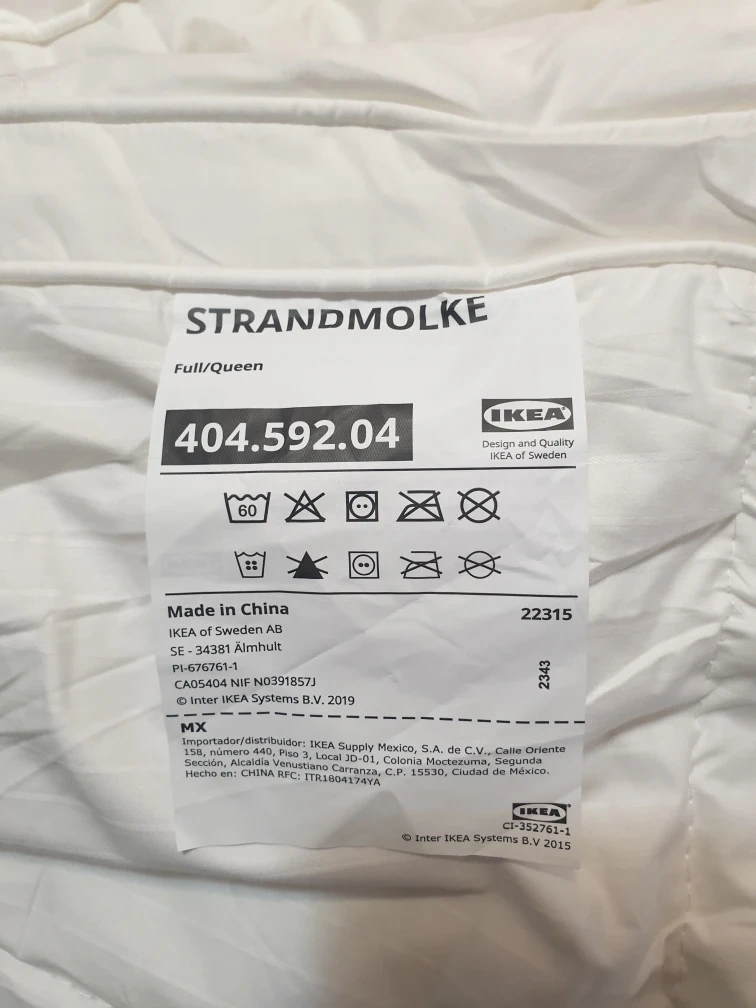 STRANDMOLKE
Full/Queen
404.592.04
IKEA
Design and Quality
IKEA of Sweden
60
Made in China
22315
IKEA of Sweden AB
SE - 34381 Älmhult
PI-676761-1
CA05404 NIF N0391857J
© Inter IKEA Systems B.V. 2019
2343
MX
Importador/distribuidor: IKEA Supply Mexico, S.A. de C.V., Calle Oriente
158, número 440, Piso 3, Local JD-01, Colonia Moctezuma, Segunda
Sección, Alcaldía Venustiano Carranza, C.P. 15530, Ciudad de México.
Hecho en: CHINA RFC: ITR1804174YA
IKEA
CI-352761-1
© Inter IKEA Systems B.V 2015